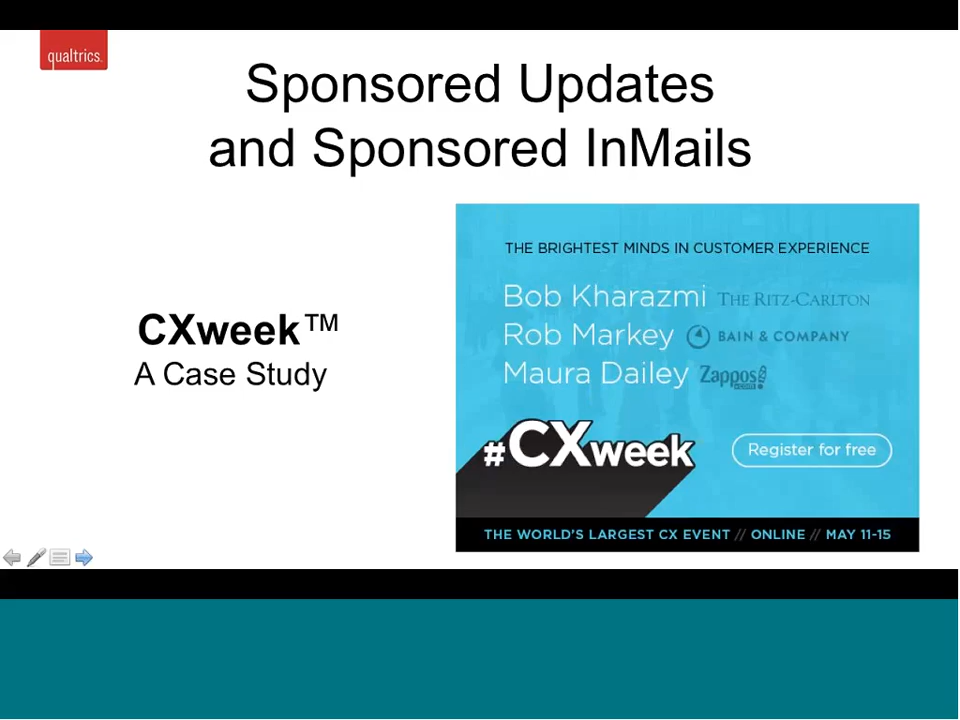 qualtrics.
Sponsored Updates
and Sponsored InMails
CXweek™
A Case Study
THE BRIGHTEST MINDS IN CUSTOMER EXPERIENCE
Bob Kharazmi THE RITZ-CARLTON
Rob Markey BAIN & COMPANY
Maura Dailey Zappos
#CXweek
Register for free
THE WORLD'S LARGEST CX EVENT // ONLINE // MAY 11-15